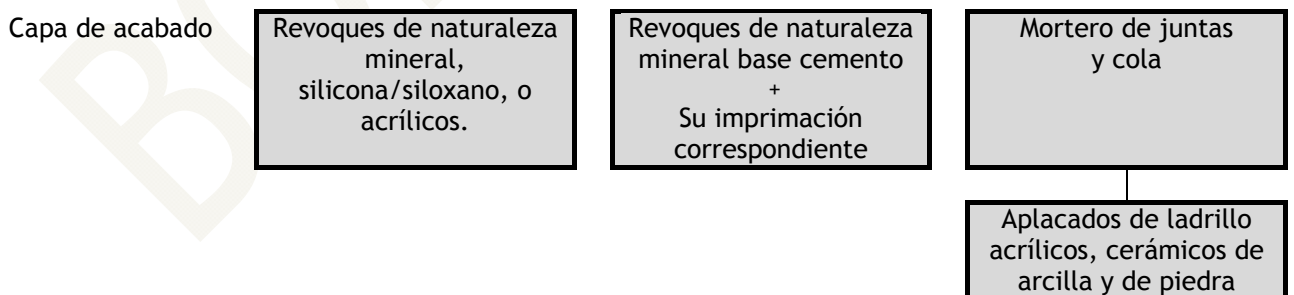 Capa de acabado
Revoques de naturaleza
mineral,
silicona/siloxano, o
acrílicos.
Revoques de naturaleza
mineral base cemento
+
Su imprimación
correspondiente
Mortero de juntas
y cola
Aplacados de ladrillo
acrílicos, cerámicos de
arcilla y de piedra